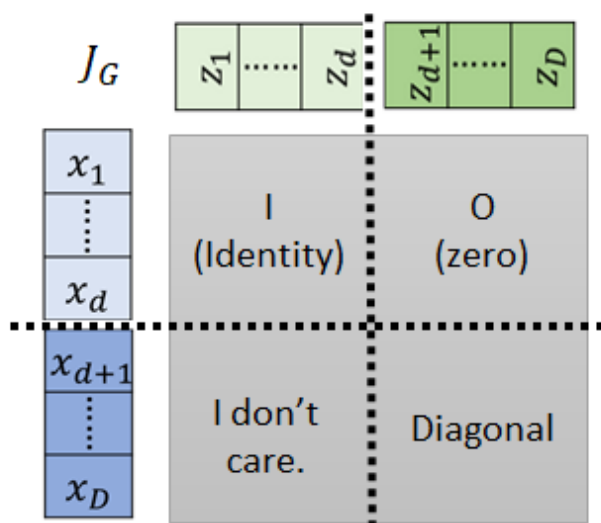 J_G
z_1 ...... z_d z_{d+1} ...... z_D
x_1
......
x_d
x_{d+1}
......
x_D
I
(Identity)
O
(zero)
I don't
care.
Diagonal